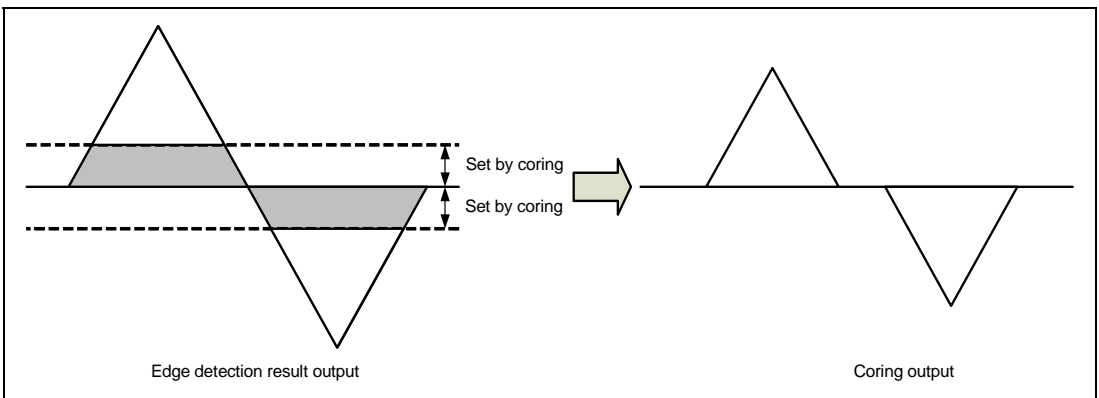 Set by coring
Set by coring
Edge detection result output
Coring output